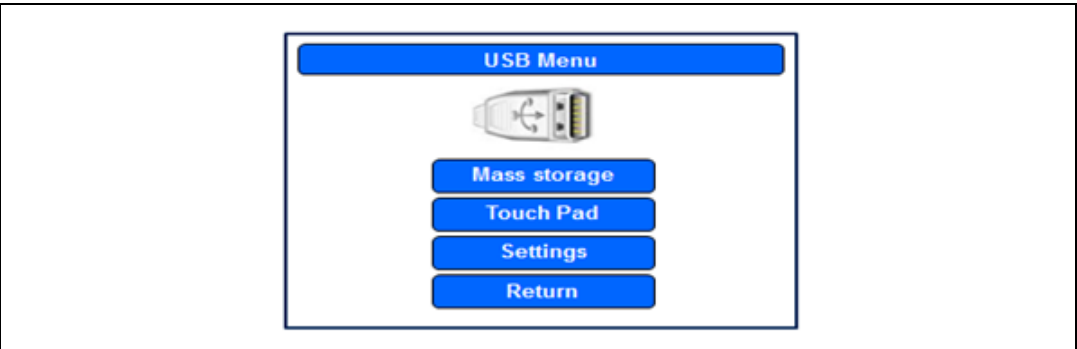 USB Menu
Mass storage
Touch Pad
Settings
Return